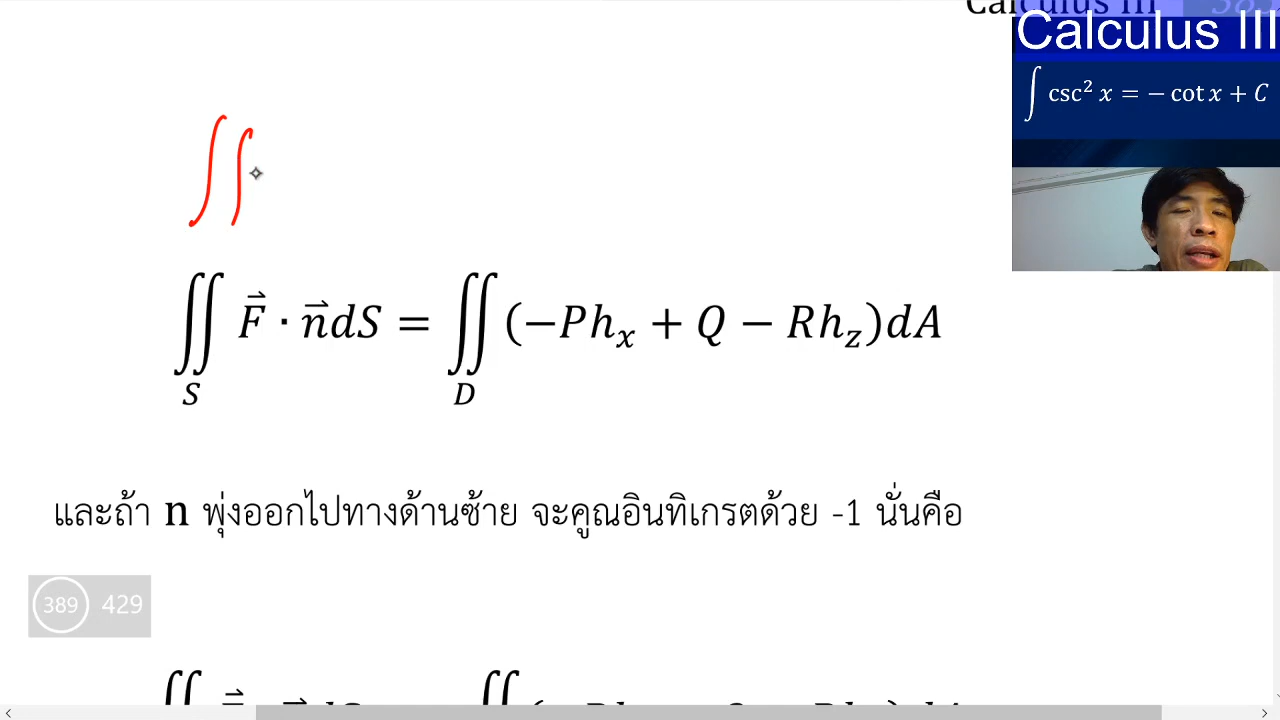 Calculus III
Calculus III
∫ csc² x = − cot x + C
∬
∬_S F⃗ · n⃗dS = ∬_D (−Ph_x + Q − Rh_z)dA
และถ้า n พุ่งออกไปทางด้านซ้าย จะคูณอินทิเกรตด้วย -1 นั่นคือ
389 429